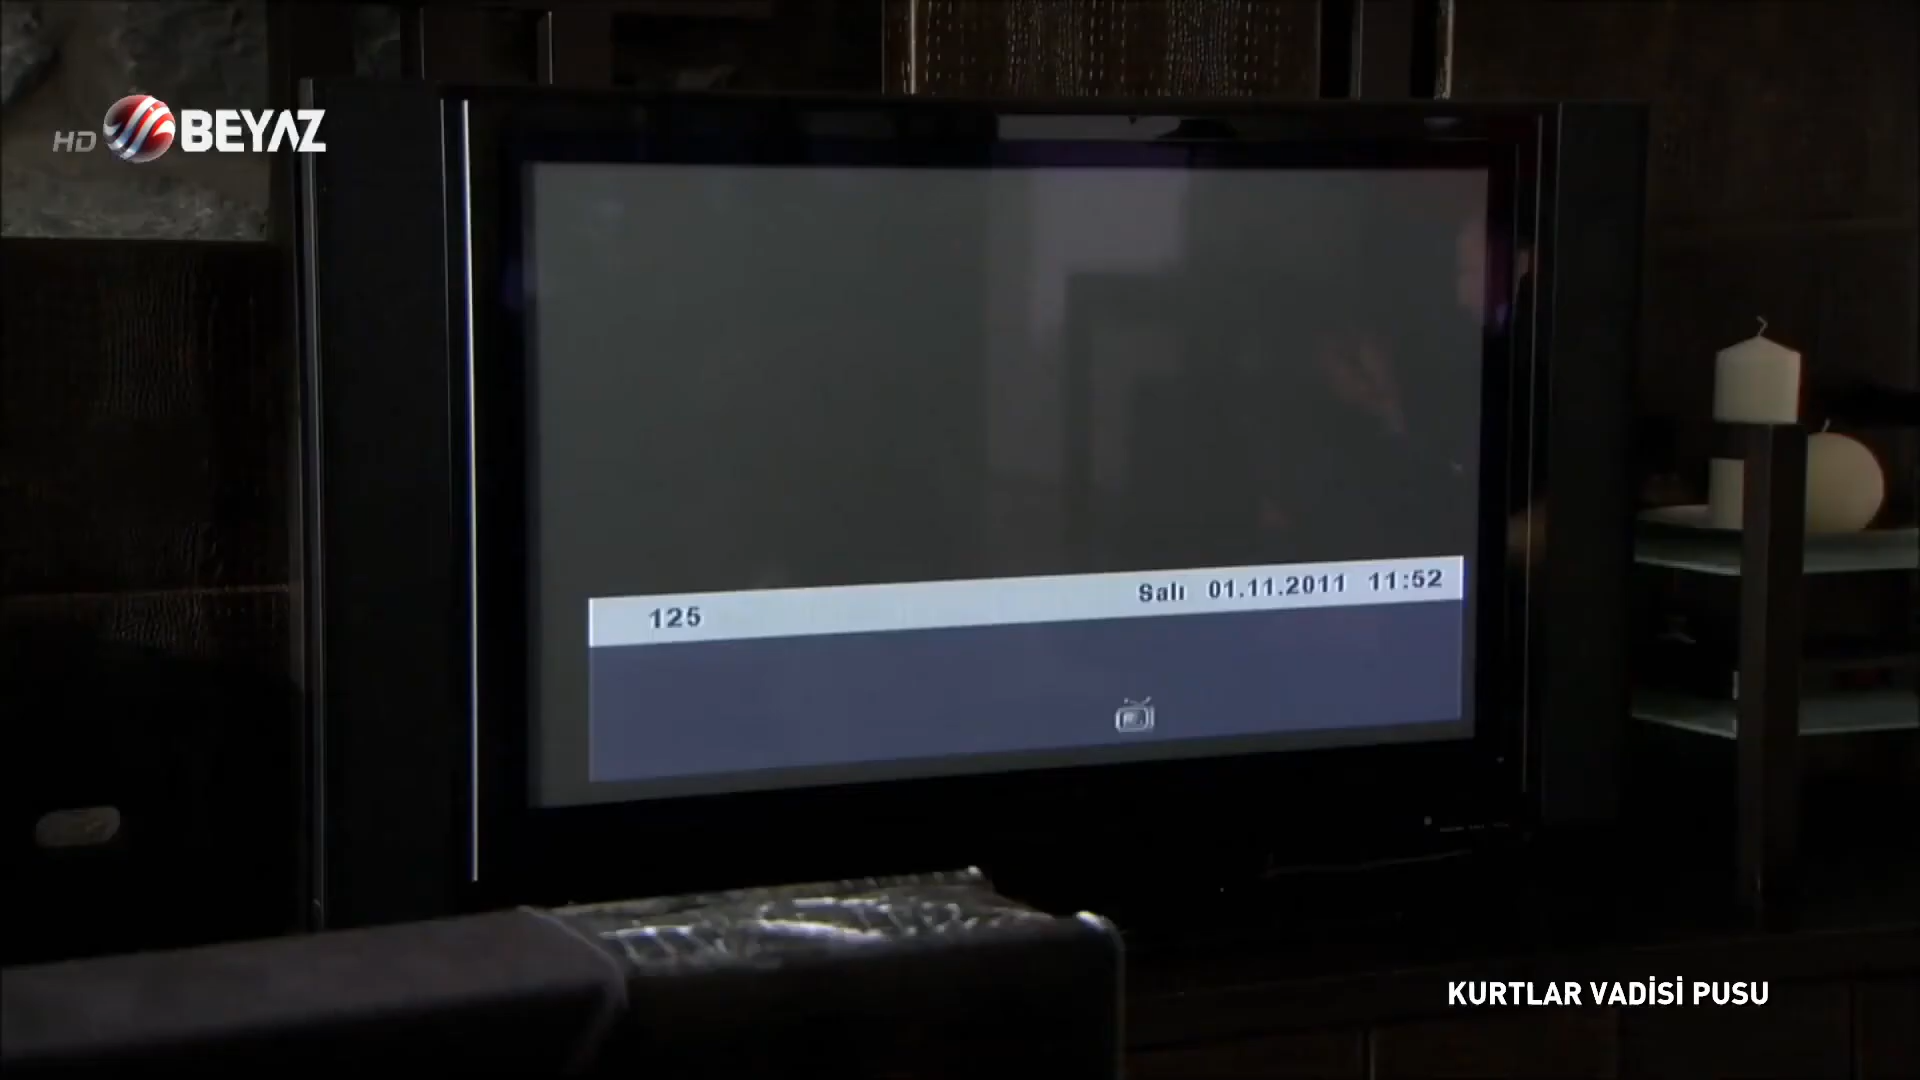 HD BEYAZ
125
Salı 01.11.2011 11:52
KURTLAR VADİSİ PUSU